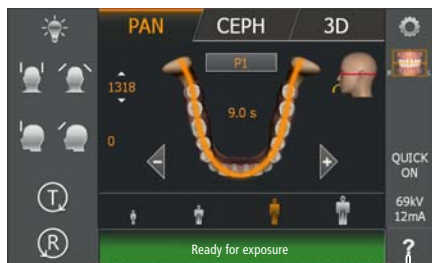 PAN
CEPH
3D
P1
1318
9.0 s
0
QUICK
ON
69kV
12mA
T
R
Ready for exposure
?